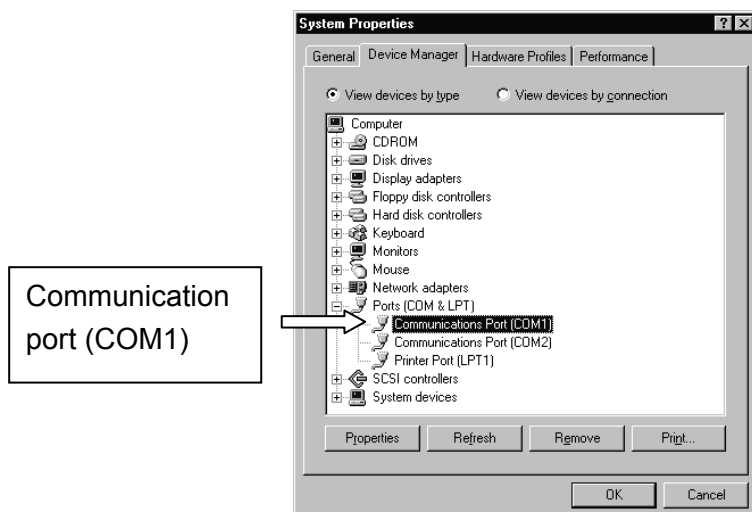 System Properties
General Device Manager Hardware Profiles Performance
View devices by type View devices by connection
Computer
CDROM
Disk drives
Display adapters
Floppy disk controllers
Hard disk controllers
Keyboard
Monitors
Mouse
Network adapters
Ports (COM & LPT)
Communications Port (COM1)
Communications Port (COM2)
Printer Port (LPT1)
SCSI controllers
System devices
Properties Refresh Remove Print...
OK Cancel
Communication
port (COM1)